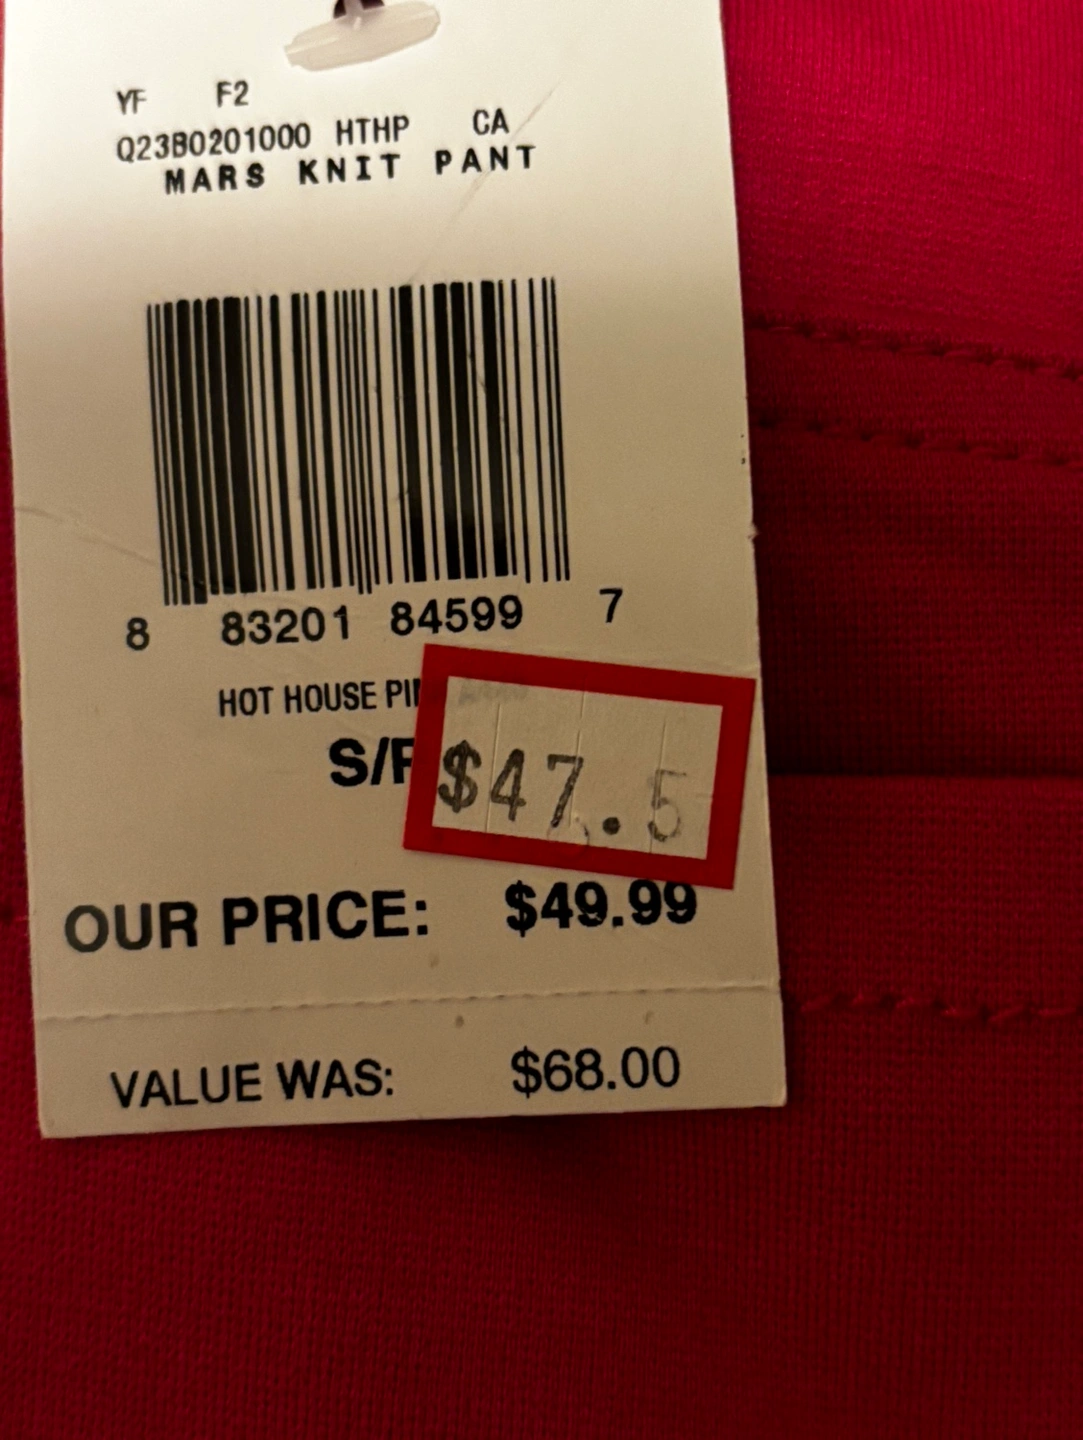 YF F2
Q23B0201000 HTHP CA
MARS KNIT PANT
8 83201 84599 7
HOT HOUSE
S/P
$47.5
OUR PRICE: $49.99
VALUE WAS: $68.00